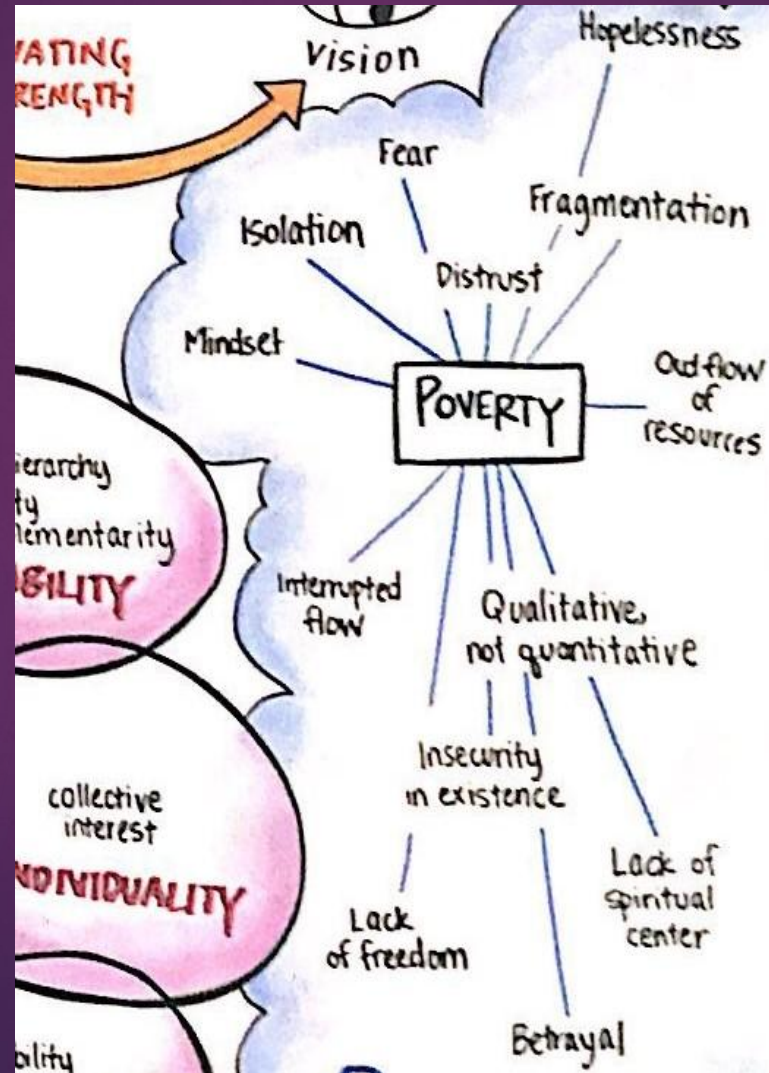 VATING
RENGTH
Vision
Hopelessness
Fear
Fragmentation
Isolation
Distrust
Mindset
Outflow
of
resources
POVERTY
ierarchy
ty
lementarity
BILITY
Interrupted
flow
Qualitative,
not quantitative
Insecurity
in existence
collective
interest
NDIVIDUALITY
Lack of
spiritual
center
Lack
of freedom
Betrayal
bility